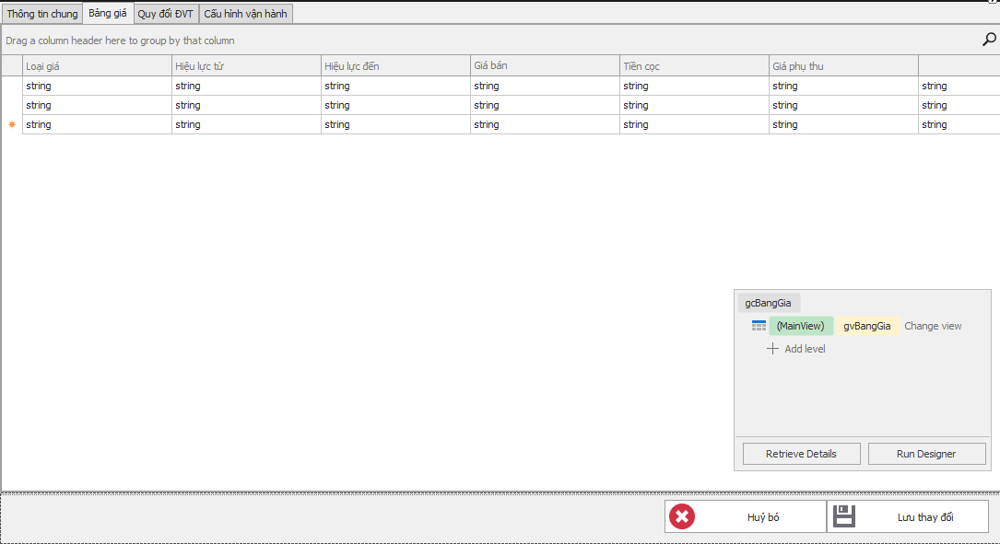 Thông tin chung Bảng giá Quy đổi ĐVT Cấu hình vận hành
Drag a column header here to group by that column
Loại giá Hiệu lực từ Hiệu lực đến Giá bán Tiền cọc Giá phụ thu
string string string string string string string
string string string string string string string
string string string string string string string
gcBangGia
(MainView) gvBangGia Change view
Add level
Retrieve Details Run Designer
Huỷ bỏ Lưu thay đổi